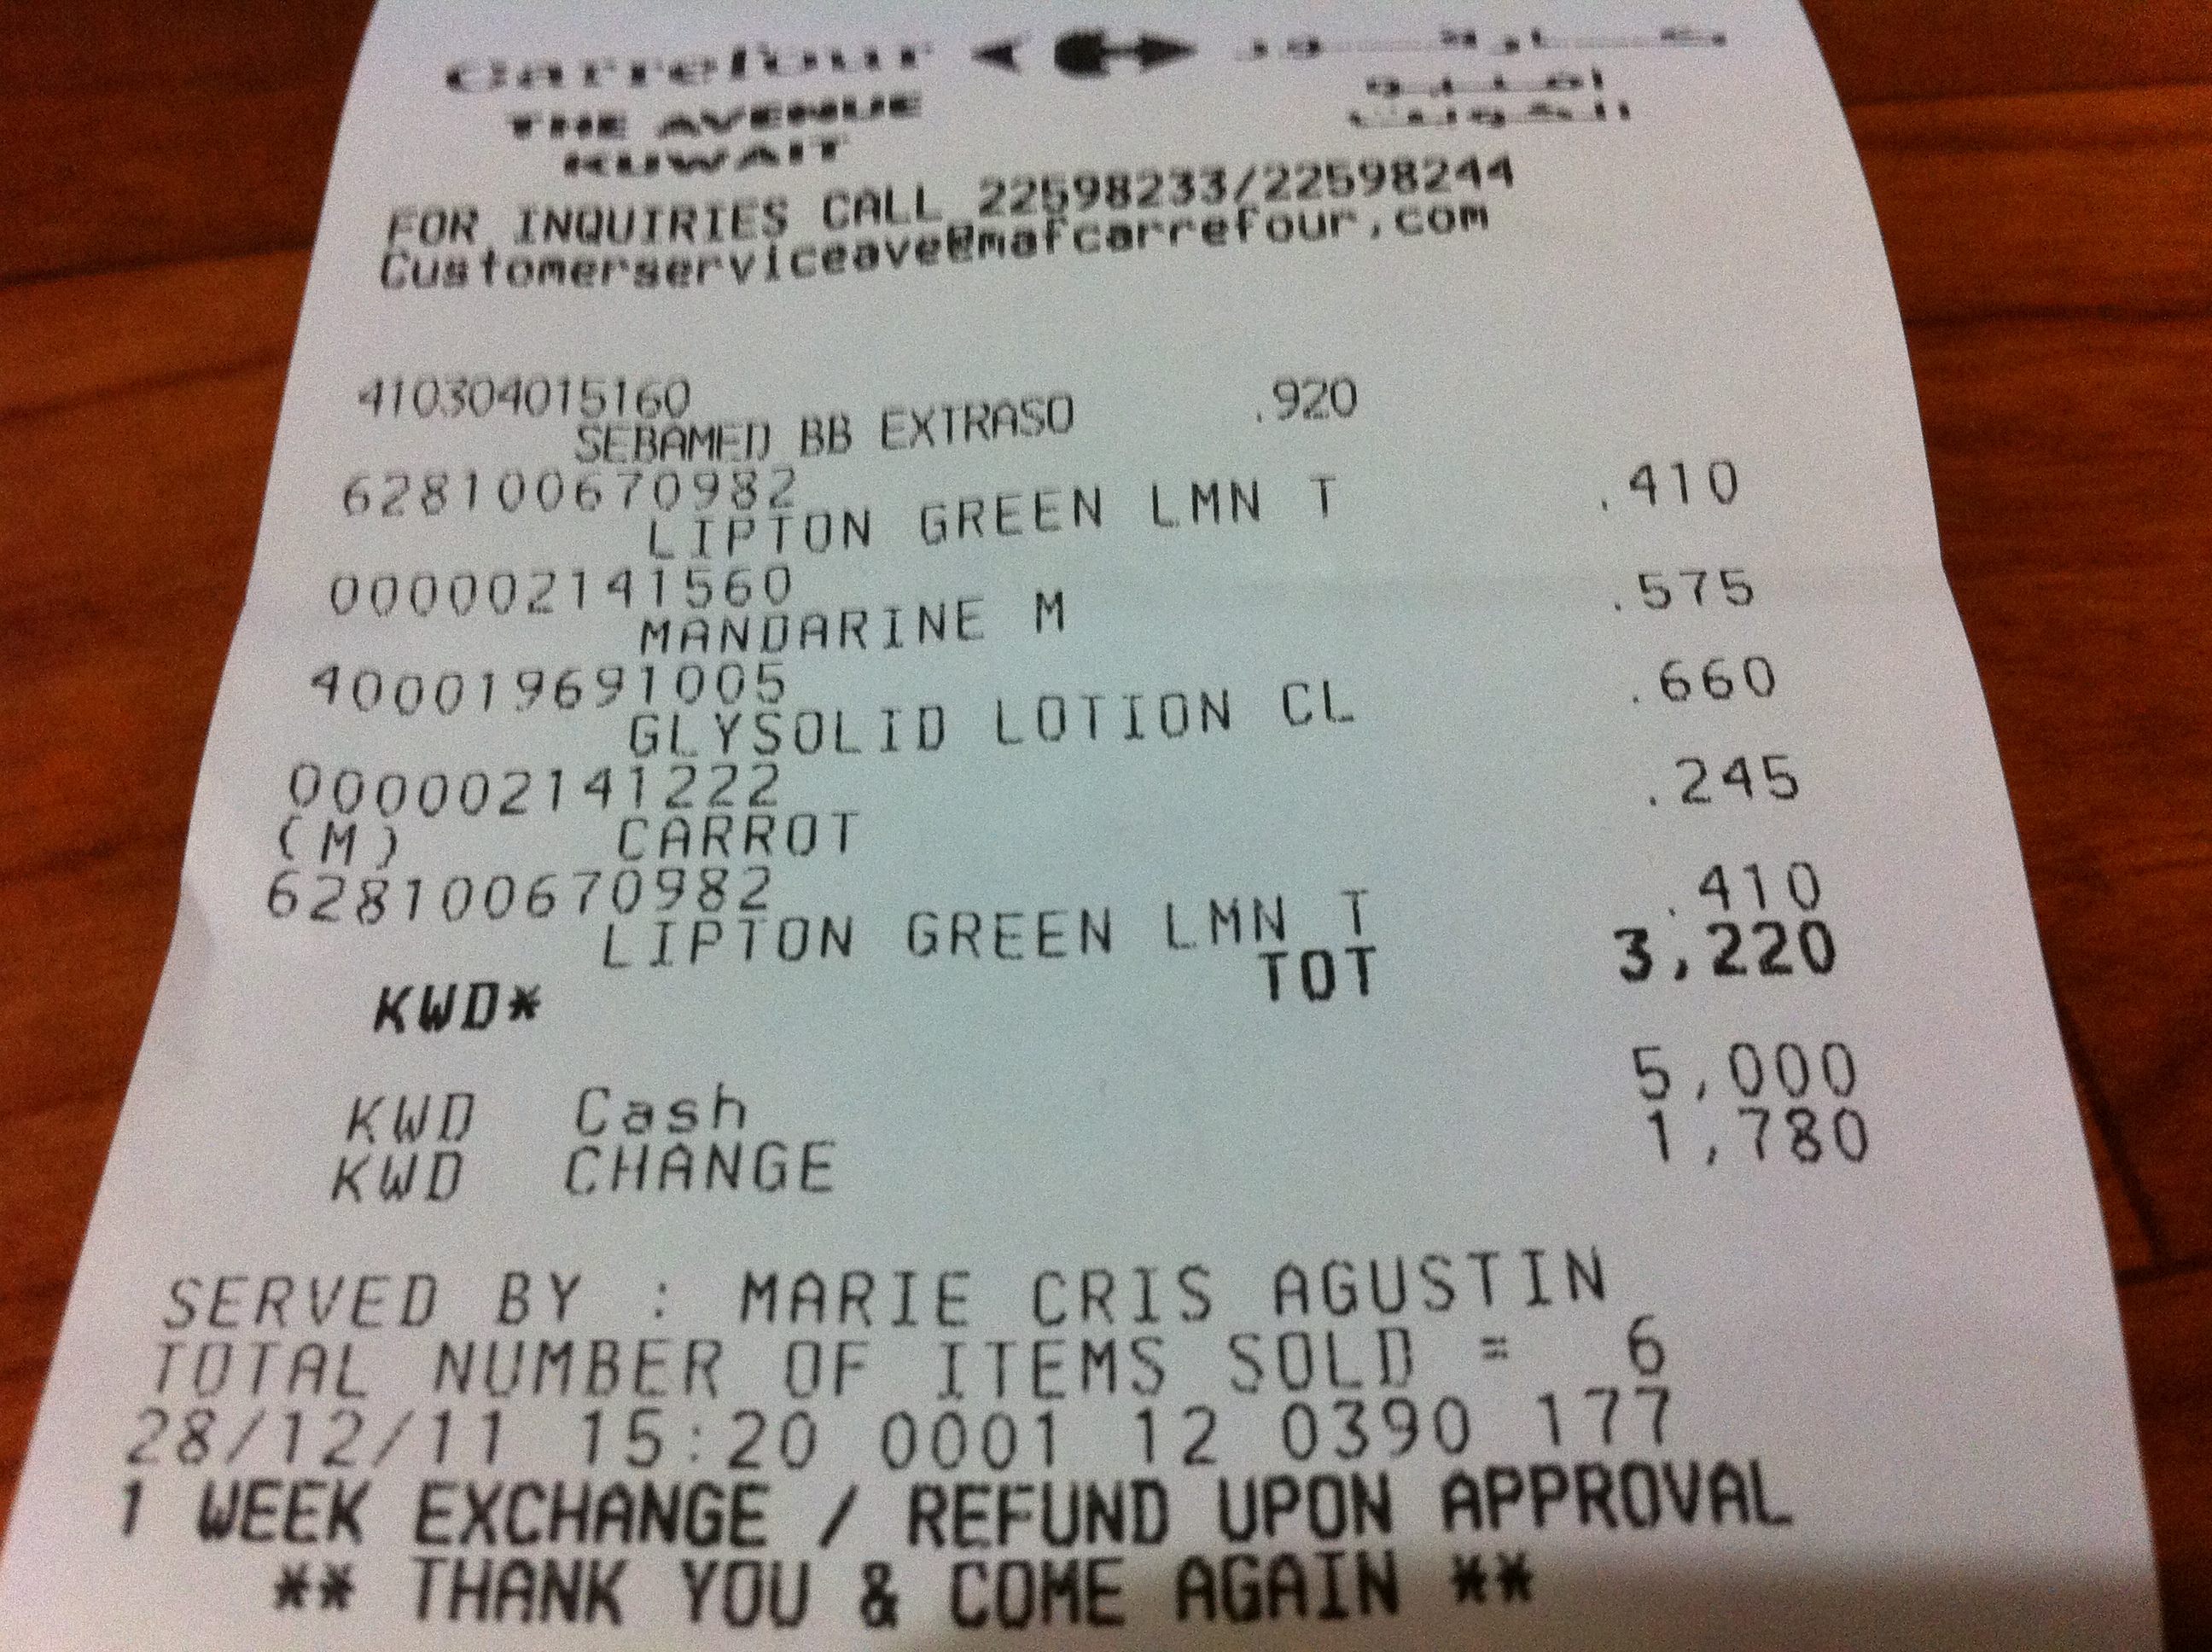 Carrefour
THE AVENUE
KUWAIT
FOR INQUIRIES CALL 22598233/22598244
Customerserviceave@mafcarrefour.com
410304015160 .920
SEBAMED BB EXTRASO
628100670982 .410
LIPTON GREEN LMN T
000002141560 .575
MANDARINE M
400019691005 .660
GLYSOLID LOTION CL
000002141222 .245
(M) CARROT
628100670982 .410
LIPTON GREEN LMN T
KWD* TOT 3,220
KWD Cash 5,000
KWD CHANGE 1,780
SERVED BY : MARIE CRIS AGUSTIN
TOTAL NUMBER OF ITEMS SOLD = 6
28/12/11 15:20 0001 12 0390 177
1 WEEK EXCHANGE / REFUND UPON APPROVAL
** THANK YOU & COME AGAIN **